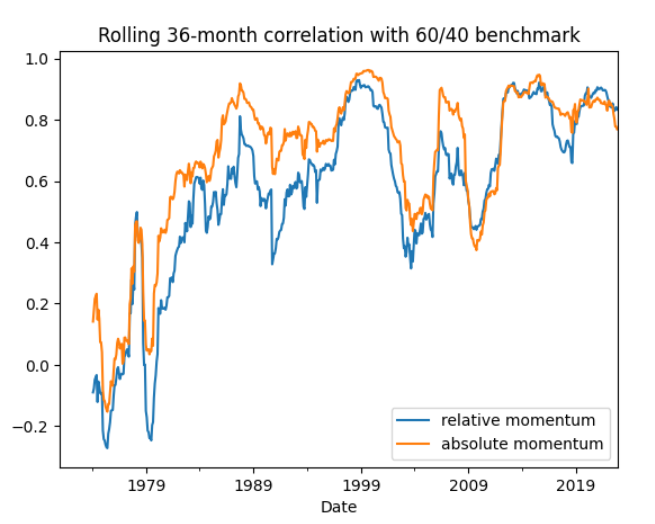 Rolling 36-month correlation with 60/40 benchmark
1.0
0.8
0.6
0.4
0.2
0.0
−0.2
relative momentum
absolute momentum
1979 1989 1999 2009 2019
Date